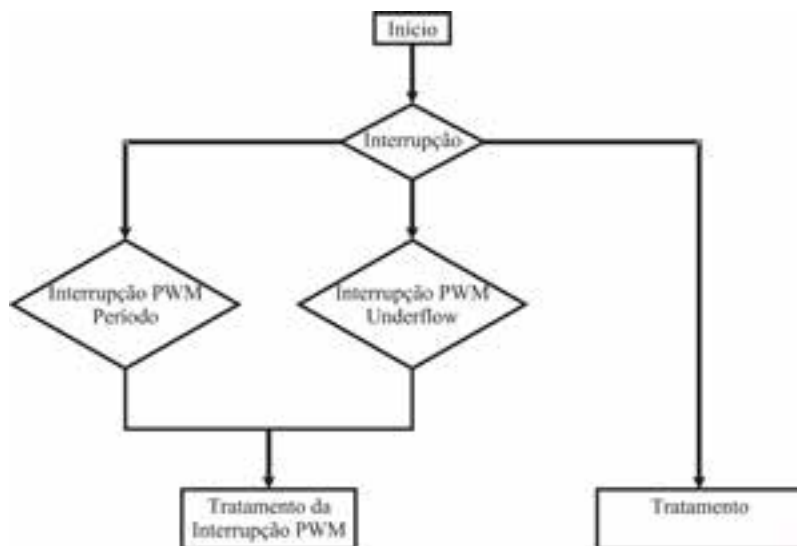 Início
Interrupção
Interrupção PWM
Período
Interrupção PWM
Underflow
Tratamento da
Interrupção PWM
Tratamento